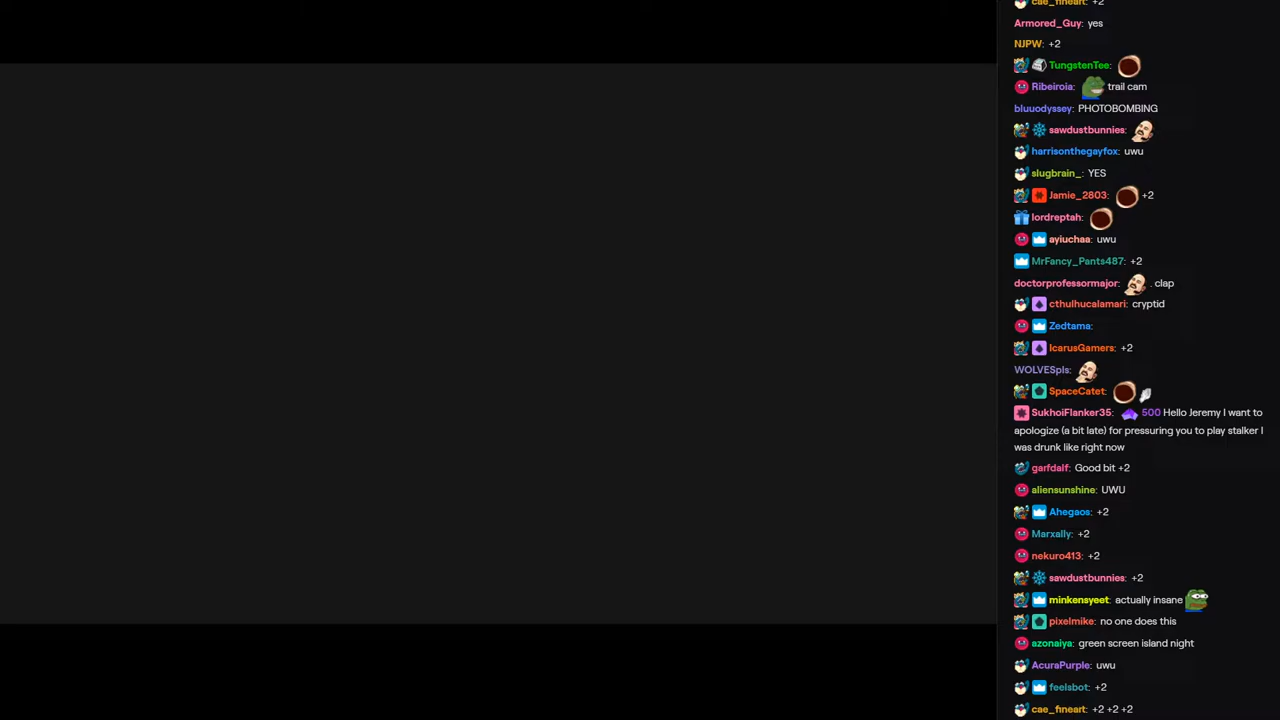 cae_fineart: +2
Armored_Guy: yes
NJPW: +2
TungstenTee:
Ribeiroia: trail cam
bluuodyssey: PHOTOBOMBING
sawdustbunnies:
harrisonthegayfox: uwu
slugbrain_: YES
Jamie_2803: +2
lordreptah:
ayiuchaa: uwu
MrFancy_Pants487: +2
doctorprofessormajor: . clap
cthulhucalamari: cryptid
Zedtama:
IcarusGamers: +2
WOLVESpls:
SpaceCatet:
SukhoiFlanker35: 500 Hello Jeremy I want to
apologize (a bit late) for pressuring you to play stalker I
was drunk like right now
garfdalf: Good bit +2
aliensunshine: UWU
Ahegaos: +2
Marxally: +2
nekuro413: +2
sawdustbunnies: +2
minkensyeet: actually insane
pixelmike: no one does this
azonaiya: green screen island night
AcuraPurple: uwu
feelsbot: +2
cae_fineart: +2 +2 +2